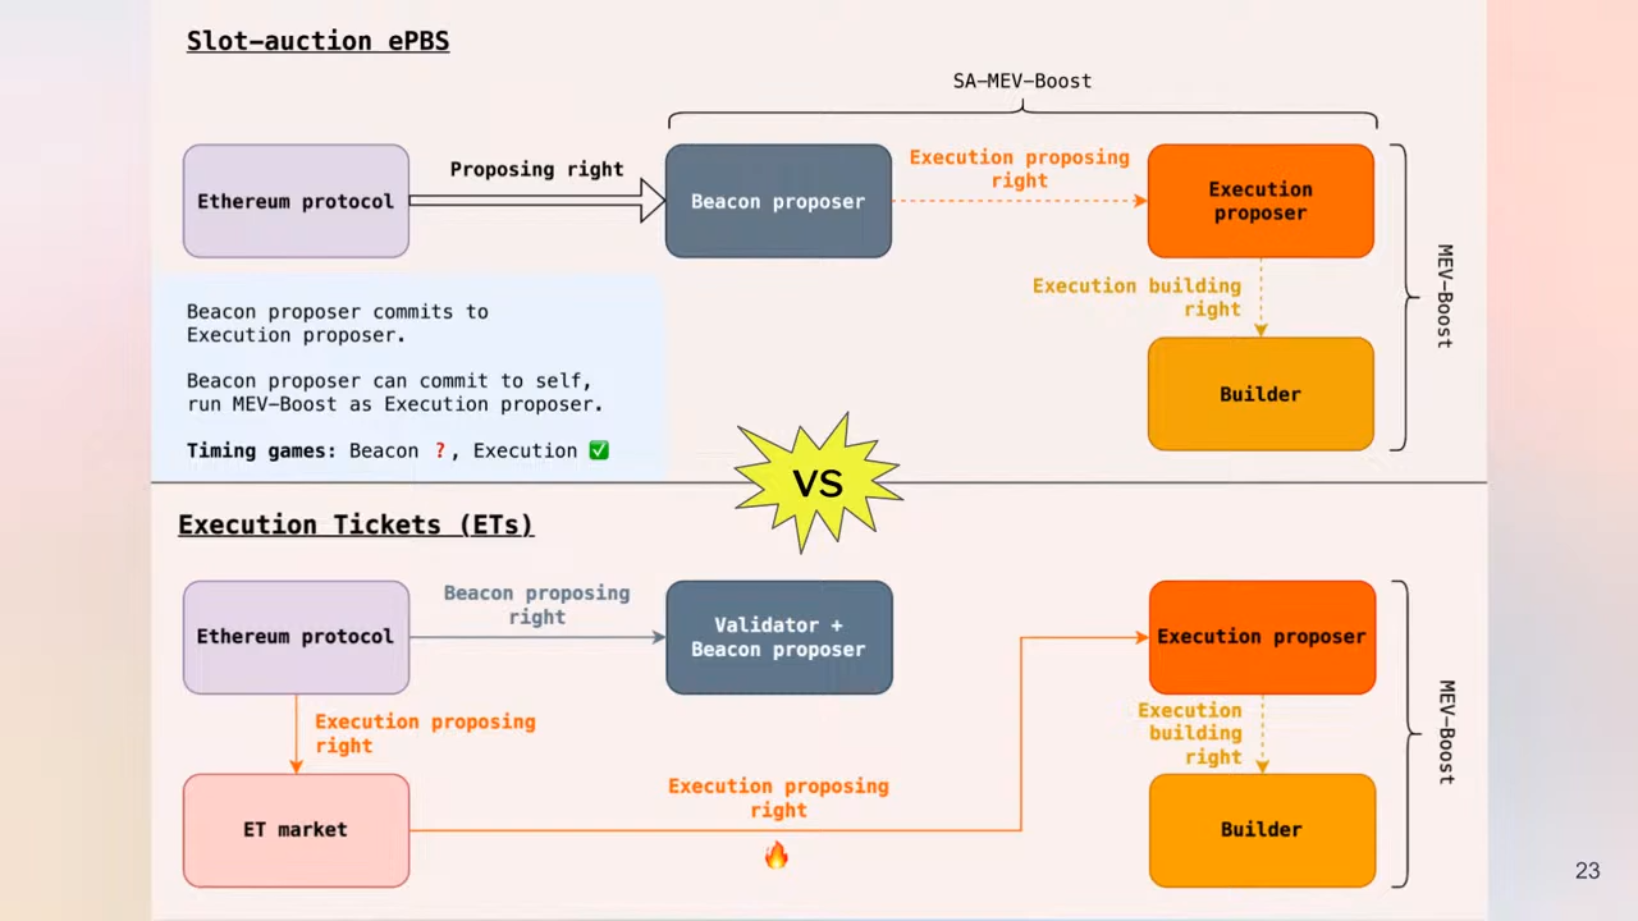 Slot-auction ePBS
SA-MEV-Boost
Ethereum protocol
Proposing right
Beacon proposer
Execution proposing
right
Execution
proposer
Execution building
right
Builder
MEV-Boost
Beacon proposer commits to
Execution proposer.
Beacon proposer can commit to self,
run MEV-Boost as Execution proposer.
Timing games: Beacon ❓, Execution ✅
VS
Execution Tickets (ETs)
Ethereum protocol
Beacon proposing
right
Validator +
Beacon proposer
Execution proposer
Execution proposing
right
ET market
Execution proposing
right
🔥
Execution
building
right
Builder
MEV-Boost
23